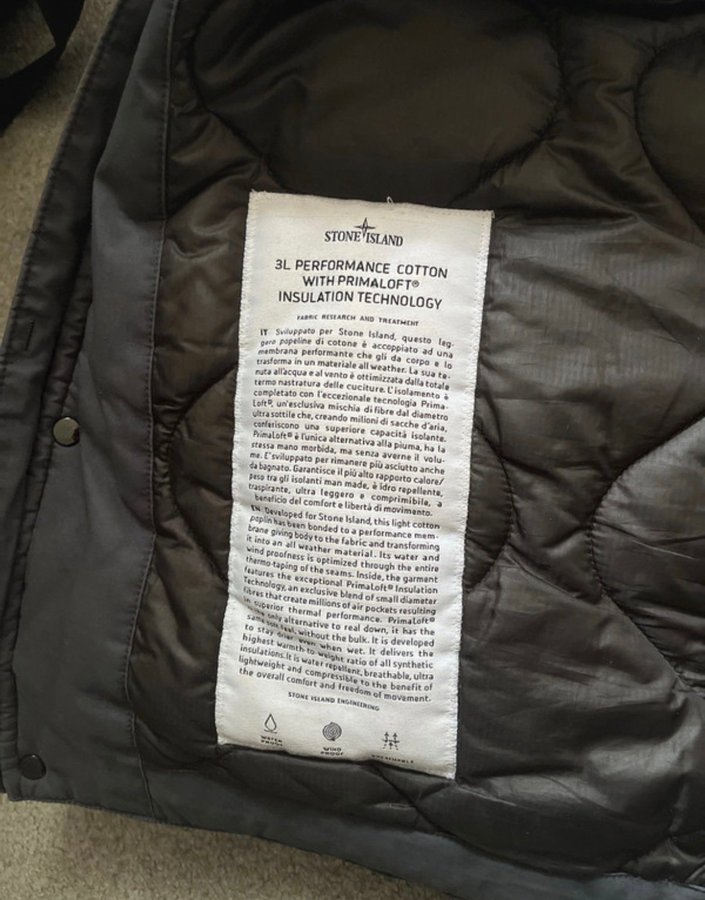 STONE ISLAND
3L PERFORMANCE COTTON
WITH PRIMALOFT®
INSULATION TECHNOLOGY
FABRIC RESEARCH AND TREATMENT
IT Sviluppato per Stone Island, questo leg-
gero popeline di cotone è accoppiato ad una
membrana performante che gli da corpo e lo
trasforma in un materiale all weather. La sua te-
nuta all'acqua e al vento è ottimizzata dalla totale
termo nastratura delle cuciture. L'isolamento è
completato con l'eccezionale tecnologia Prima-
Loft®, un'esclusiva mischia di fibre dal diametro
ultra sottile che, creando milioni di sacche d'aria,
conferiscono una superiore capacità isolante.
PrimaLoft® è l'unica alternativa alla piuma, ha la
stessa mano morbida, ma senza averne il volu-
me. E' sviluppato per rimanere più asciutto anche
da bagnato. Garantisce il più alto rapporto calore/
peso tra gli isolanti man made, è idro repellente,
traspirante, ultra leggero e comprimibile, a
beneficio del comfort e libertà di movimento.
EN Developed for Stone Island, this light cotton
poplin has been bonded to a performance mem-
brane giving body to the fabric and transforming
it into an all weather material. Its water and
wind proofness is optimized through the entire
thermo-taping of the seams. Inside, the garment
features the exceptional PrimaLoft® Insulation
Technology, an exclusive blend of small diameter
fibres that create millions of air pockets resulting
in superior thermal performance. PrimaLoft®
the only alternative to real down, it has the
same soft feel, without the bulk. It is developed
to stay drier even when wet. It delivers the
highest warmth to weight ratio of all synthetic
insulations. It is water repellent, breathable, ultra
lightweight and compressible to the benefit of
the overall comfort and freedom of movement.
STONE ISLAND ENGINEERING
WATER PROOF
WIND PROOF
BREATHABLE